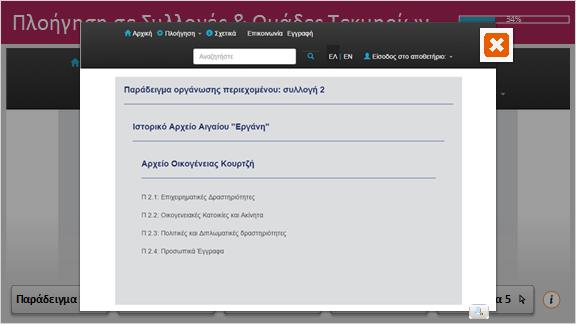 Πλοήγηση σε Συλλογές & Ομάδες Τεκμηρίων
34%
Αρχική Πλοήγηση Σχετικά Επικοινωνία Εγγραφή
Αναζητήστε ΕΛ | EN Είσοδος στο αποθετήριο:
Παράδειγμα οργάνωσης περιεχομένου: συλλογή 2
Ιστορικό Αρχείο Αιγαίου "Εργάνη"
Αρχείο Οικογένειας Κουρτζή
Π 2.1: Επιχειρηματικές Δραστηριότητες
Π 2.2: Οικογενειακές Κατοικίες και Ακίνητα
Π 2.3: Πολιτικές και Διπλωματικές δραστηριότητες
Π 2.4: Προσωπικά Έγγραφα
Παράδειγμα α 5 i